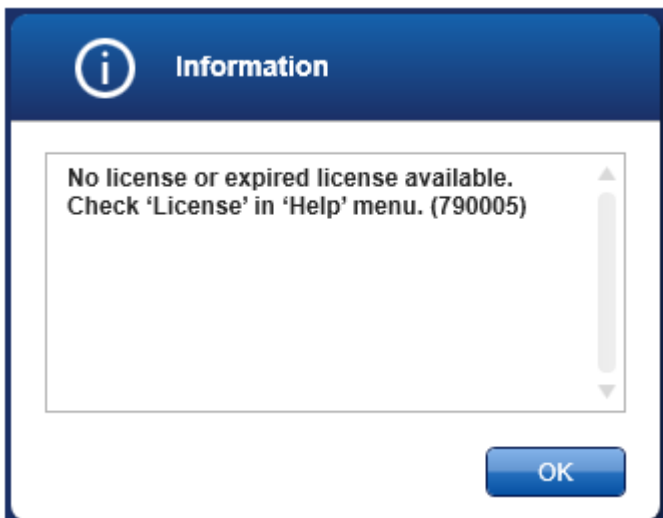 Information
No license or expired license available.
Check ‘License’ in ‘Help’ menu. (790005)
OK